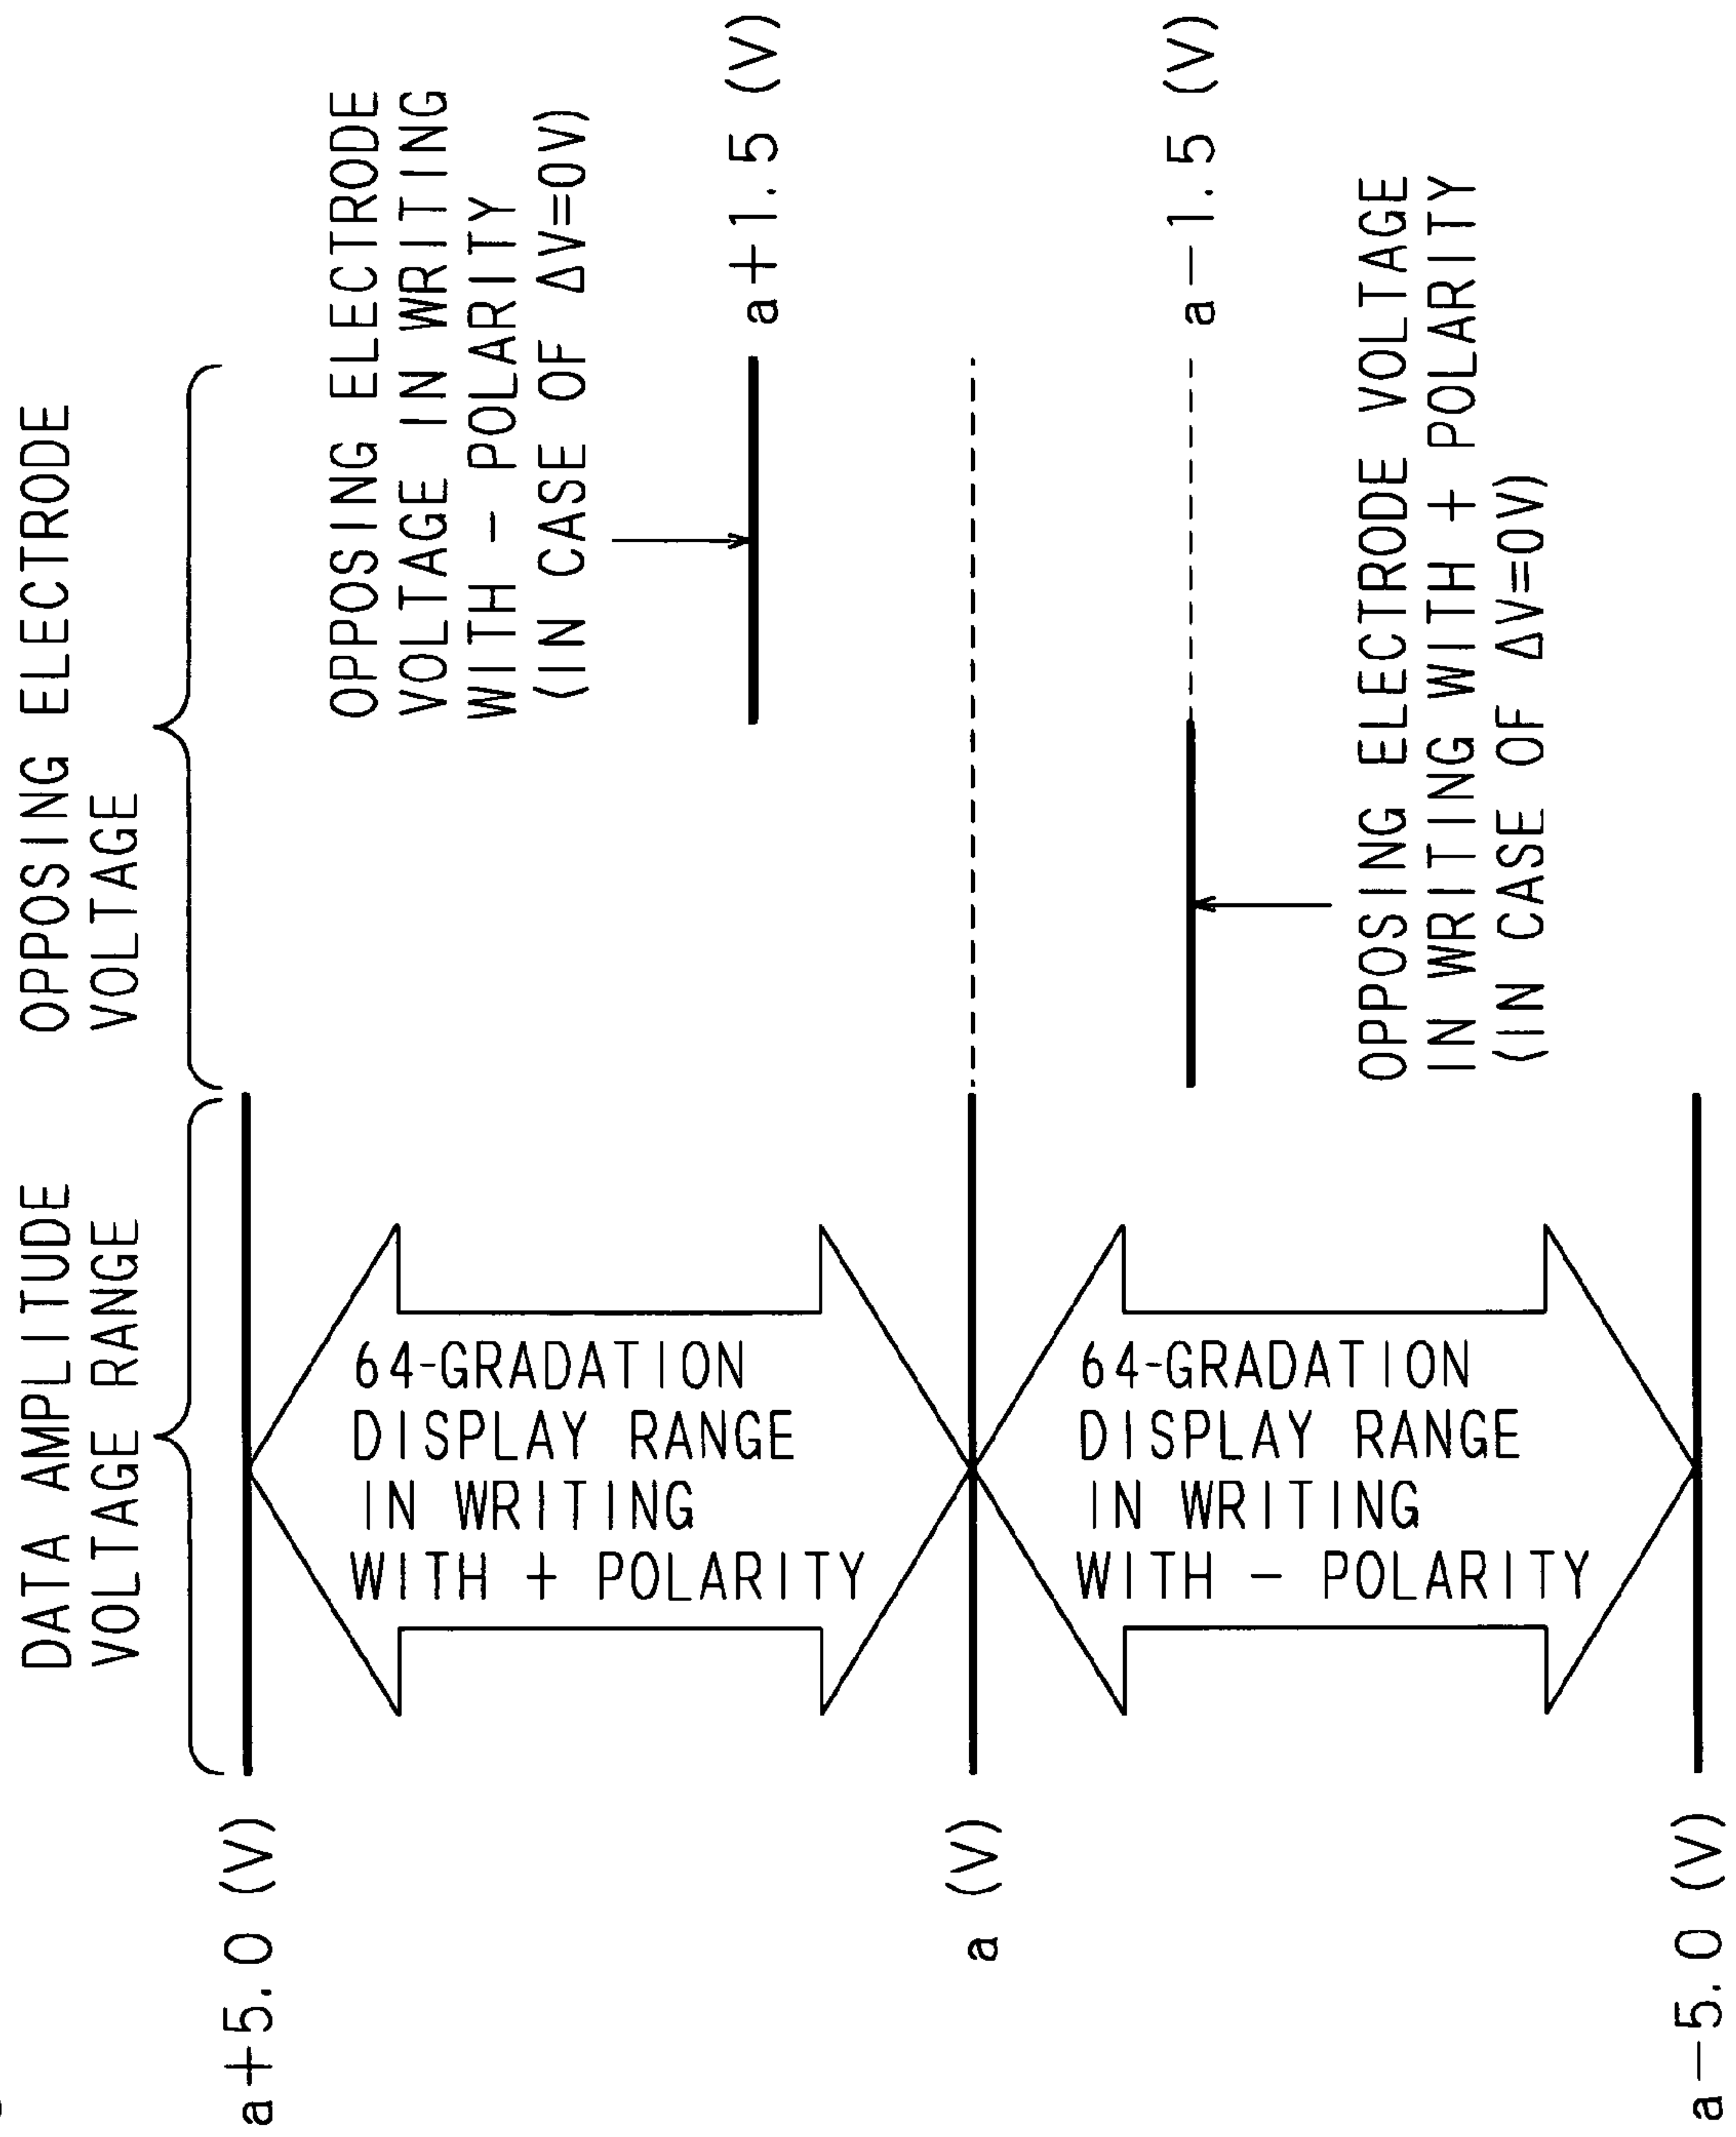 DATA AMPLITUDE
VOLTAGE RANGE
OPPOSING ELECTRODE
VOLTAGE
a+5.0 (V)
64-GRADATION
DISPLAY RANGE
IN WRITING
WITH + POLARITY
OPPOSING ELECTRODE
VOLTAGE IN WRITING
WITH - POLARITY
(IN CASE OF ΔV=0V)
a+1.5 (V)
a (V)
64-GRADATION
DISPLAY RANGE
IN WRITING
WITH - POLARITY
a-1.5 (V)
OPPOSING ELECTRODE VOLTAGE
IN WRITING WITH + POLARITY
(IN CASE OF ΔV=0V)
a-5.0 (V)